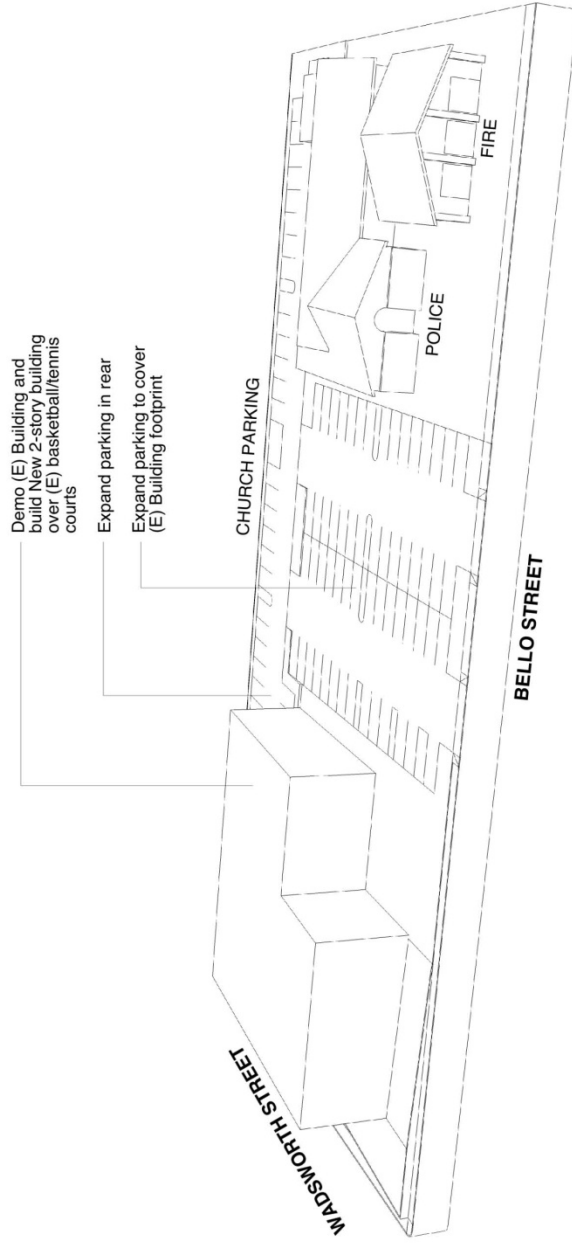 Demo (E) Building and
build New 2-story building
over (E) basketball/tennis
courts
Expand parking in rear
Expand parking to cover
(E) Building footprint
CHURCH PARKING
WADSWORTH STREET
POLICE
FIRE
BELLO STREET